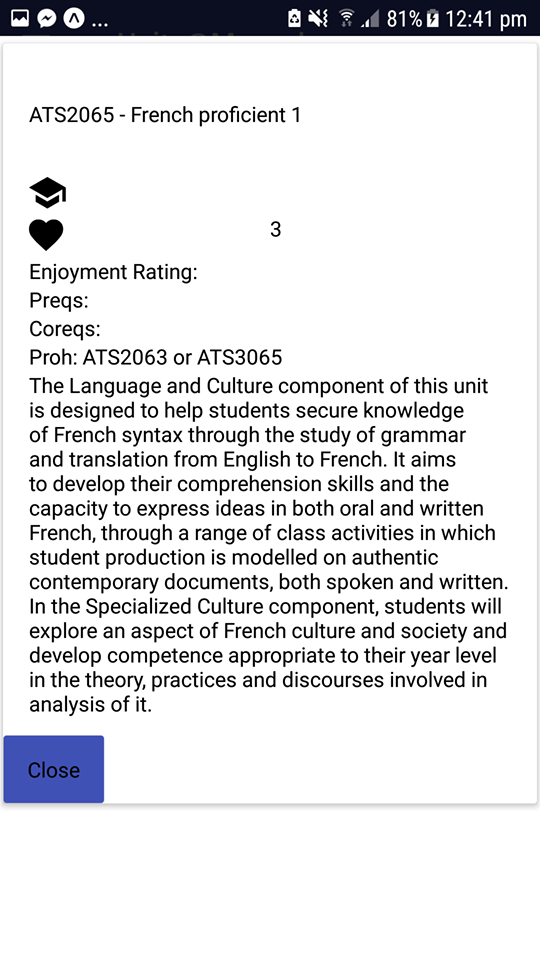 81% 12:41 pm
ATS2065 - French proficient 1
3
Enjoyment Rating:
Preqs:
Coreqs:
Proh: ATS2063 or ATS3065
The Language and Culture component of this unit
is designed to help students secure knowledge
of French syntax through the study of grammar
and translation from English to French. It aims
to develop their comprehension skills and the
capacity to express ideas in both oral and written
French, through a range of class activities in which
student production is modelled on authentic
contemporary documents, both spoken and written.
In the Specialized Culture component, students will
explore an aspect of French culture and society and
develop competence appropriate to their year level
in the theory, practices and discourses involved in
analysis of it.
Close